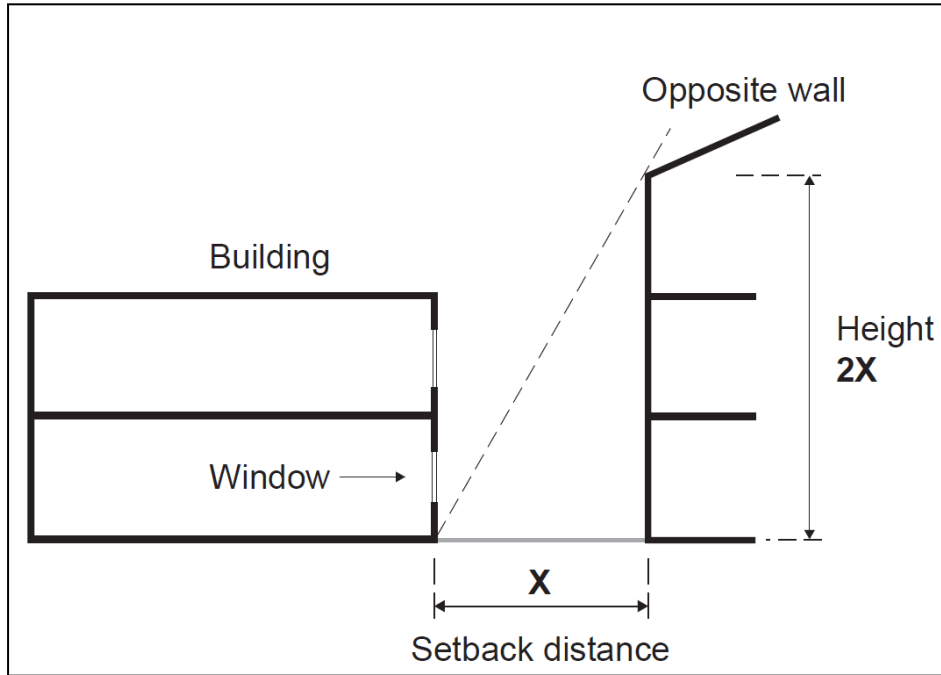 Opposite wall
Building
Height
2X
Window
X
Setback distance